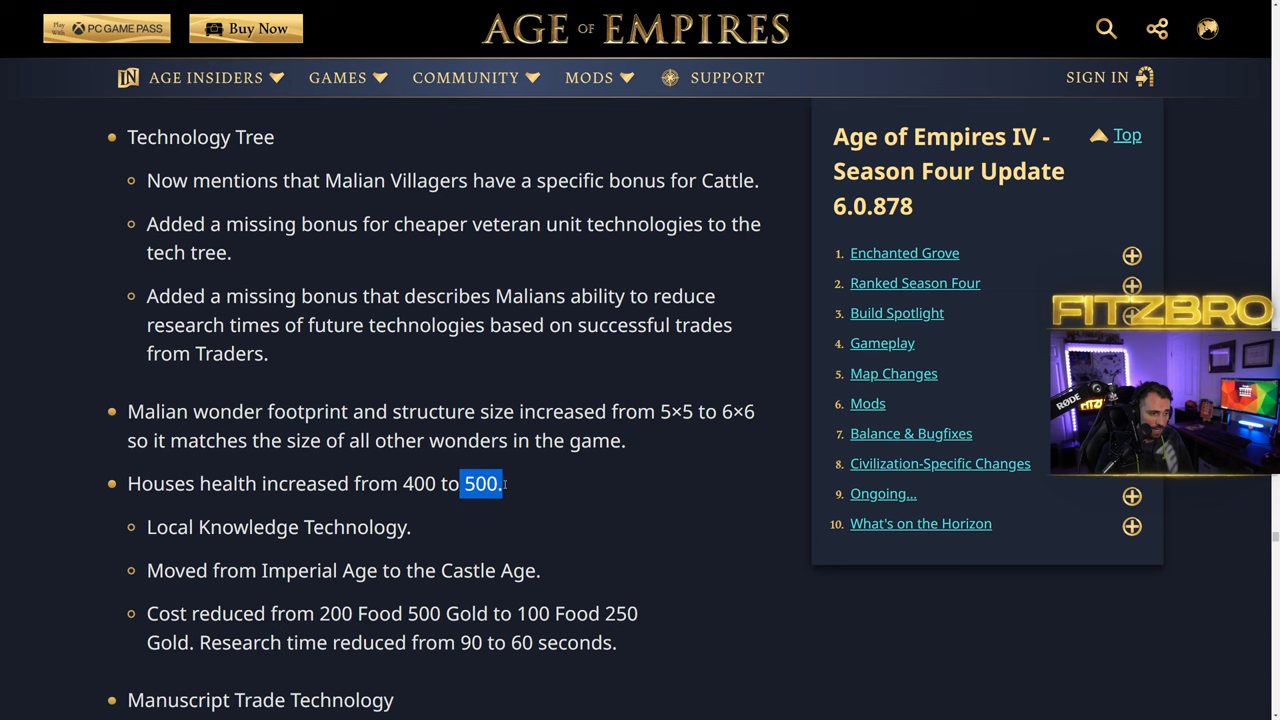 Play With
PC GAME PASS
Buy Now
AGE OF EMPIRES
IN AGE INSIDERS
GAMES
COMMUNITY
MODS
SUPPORT
SIGN IN
Technology Tree
Now mentions that Malian Villagers have a specific bonus for Cattle.
Added a missing bonus for cheaper veteran unit technologies to the
tech tree.
Added a missing bonus that describes Malians ability to reduce
research times of future technologies based on successful trades
from Traders.
Malian wonder footprint and structure size increased from 5×5 to 6×6
so it matches the size of all other wonders in the game.
Houses health increased from 400 to 500.
Local Knowledge Technology.
Moved from Imperial Age to the Castle Age.
Cost reduced from 200 Food 500 Gold to 100 Food 250
Gold. Research time reduced from 90 to 60 seconds.
Manuscript Trade Technology
Age of Empires IV -
Season Four Update
6.0.878
Top
1. Enchanted Grove
2. Ranked Season Four
3. Build Spotlight
4. Gameplay
5. Map Changes
6. Mods
7. Balance & Bugfixes
8. Civilization-Specific Changes
9. Ongoing...
10. What's on the Horizon
FITZBRO
RØDE